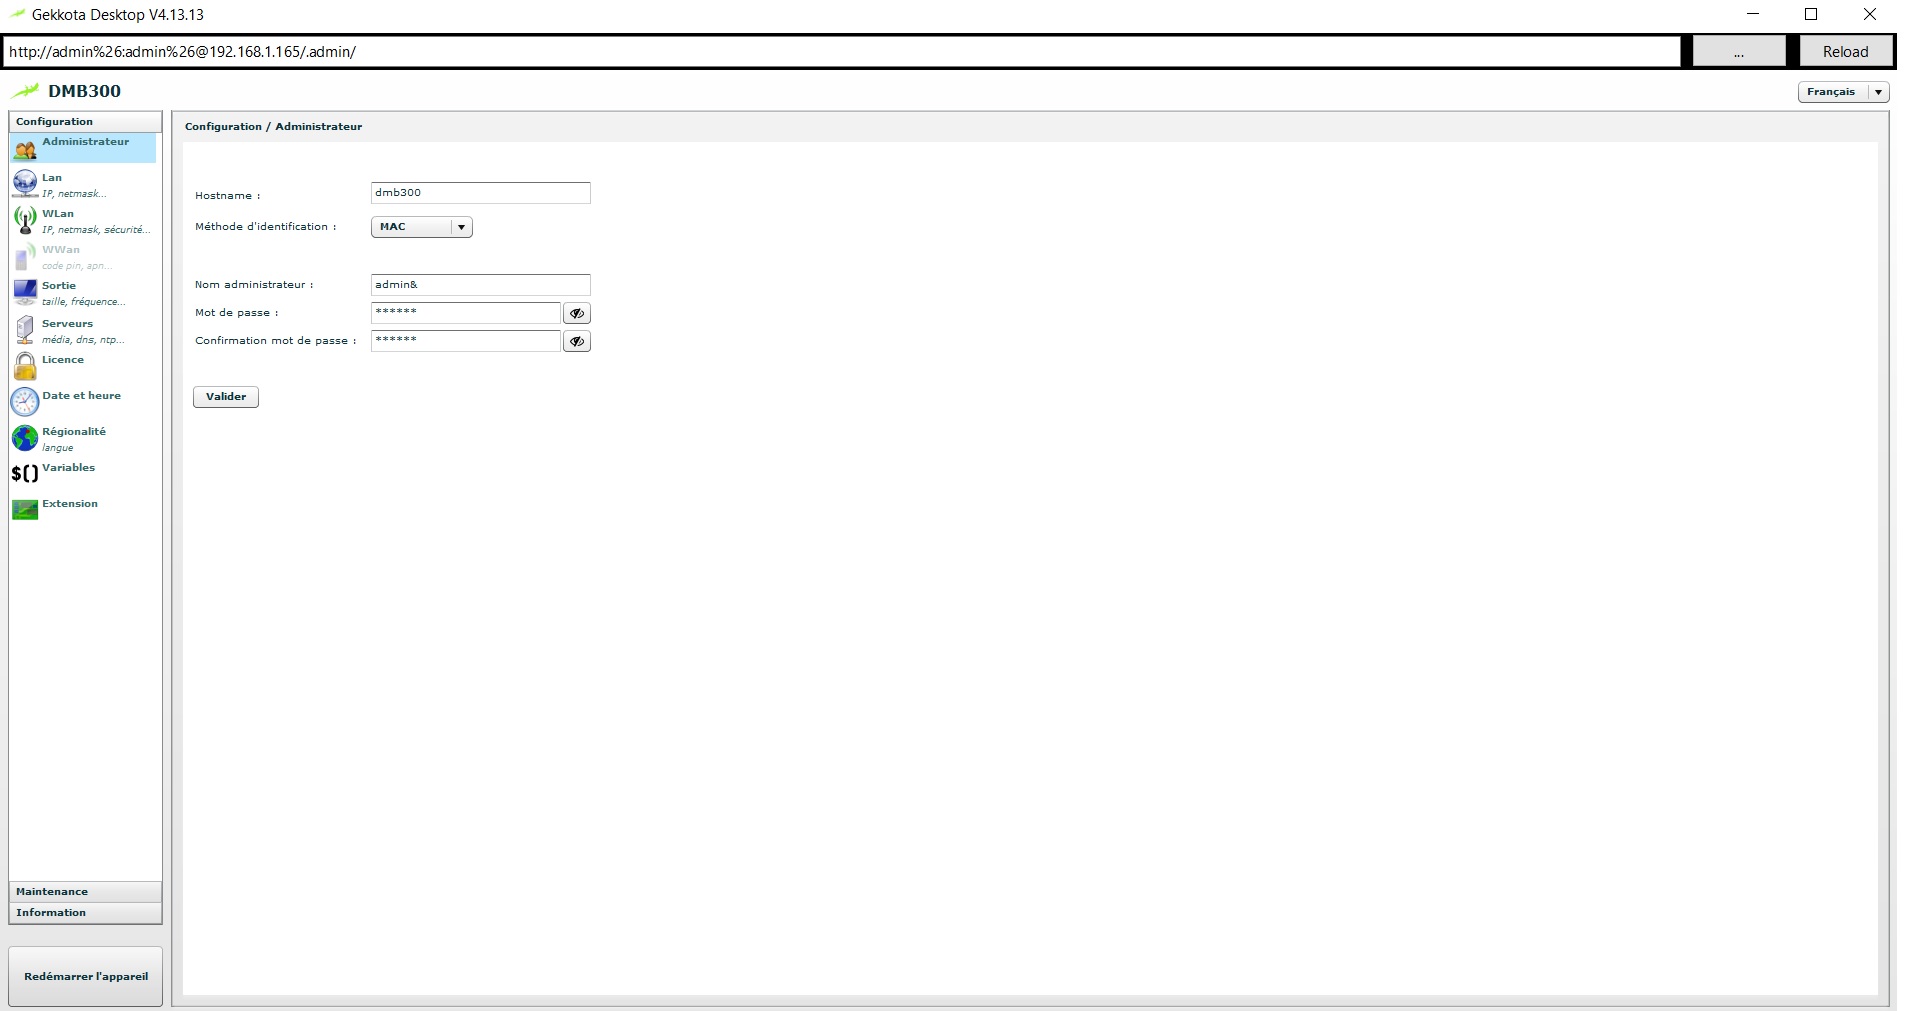 Gekkota Desktop V4.13.13
http://admin%26:admin%26@192.168.1.165/.admin/
...
Reload
DMB300
Français
Configuration
Administrateur
Lan
IP, netmask...
WLan
IP, netmask, sécurité...
WWan
code pin, apn...
Sortie
taille, fréquence...
Serveurs
média, dns, ntp...
Licence
Date et heure
Régionalité
langue
$() Variables
Extension
Maintenance
Information
Redémarrer l'appareil
Configuration / Administrateur
Hostname : dmb300
Méthode d'identification : MAC
Nom administrateur : admin&
Mot de passe : ******
Confirmation mot de passe : ******
Valider